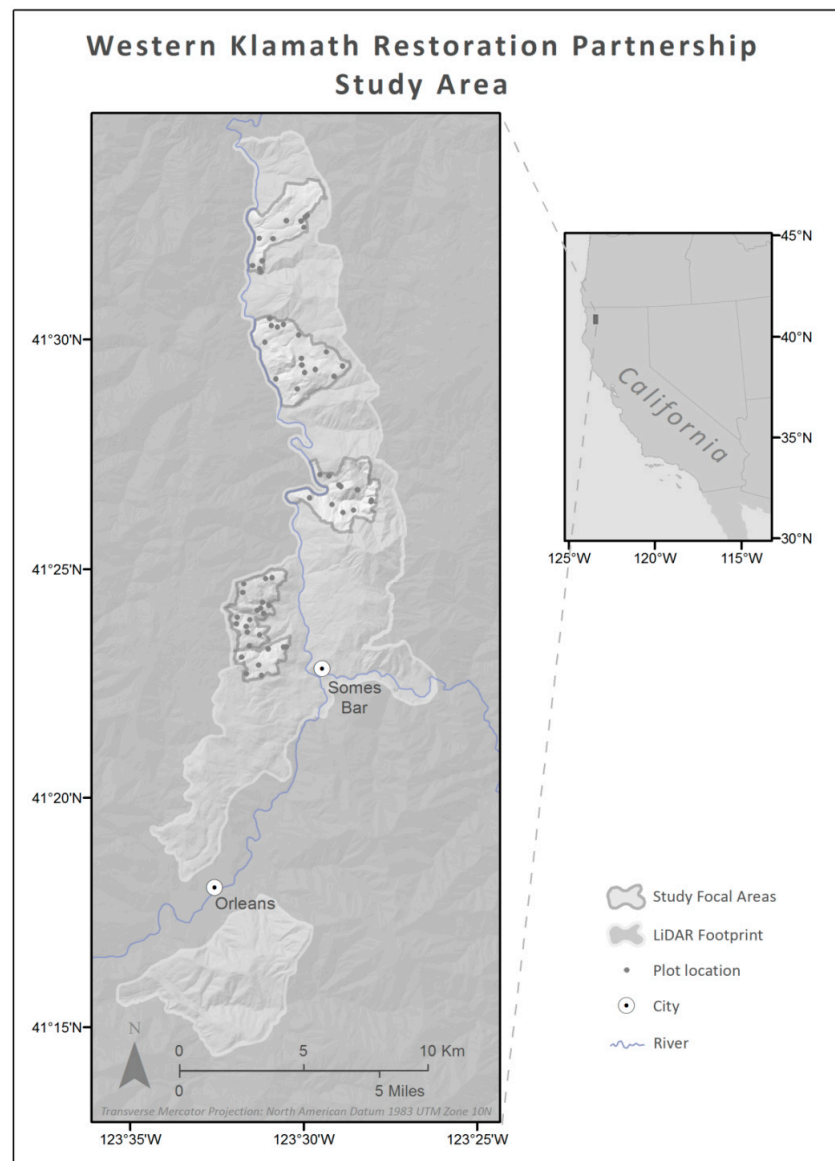 Western Klamath Restoration Partnership
Study Area
41°30'N
41°25'N
41°20'N
41°15'N
Somes
Bar
Orleans
N
0 5 10 Km
0 5 Miles
Transverse Mercator Projection: North American Datum 1983 UTM Zone 10N
123°35'W 123°30'W 123°25'W
California
45°N
40°N
35°N
30°N
125°W 120°W 115°W
Study Focal Areas
LiDAR Footprint
Plot location
City
River